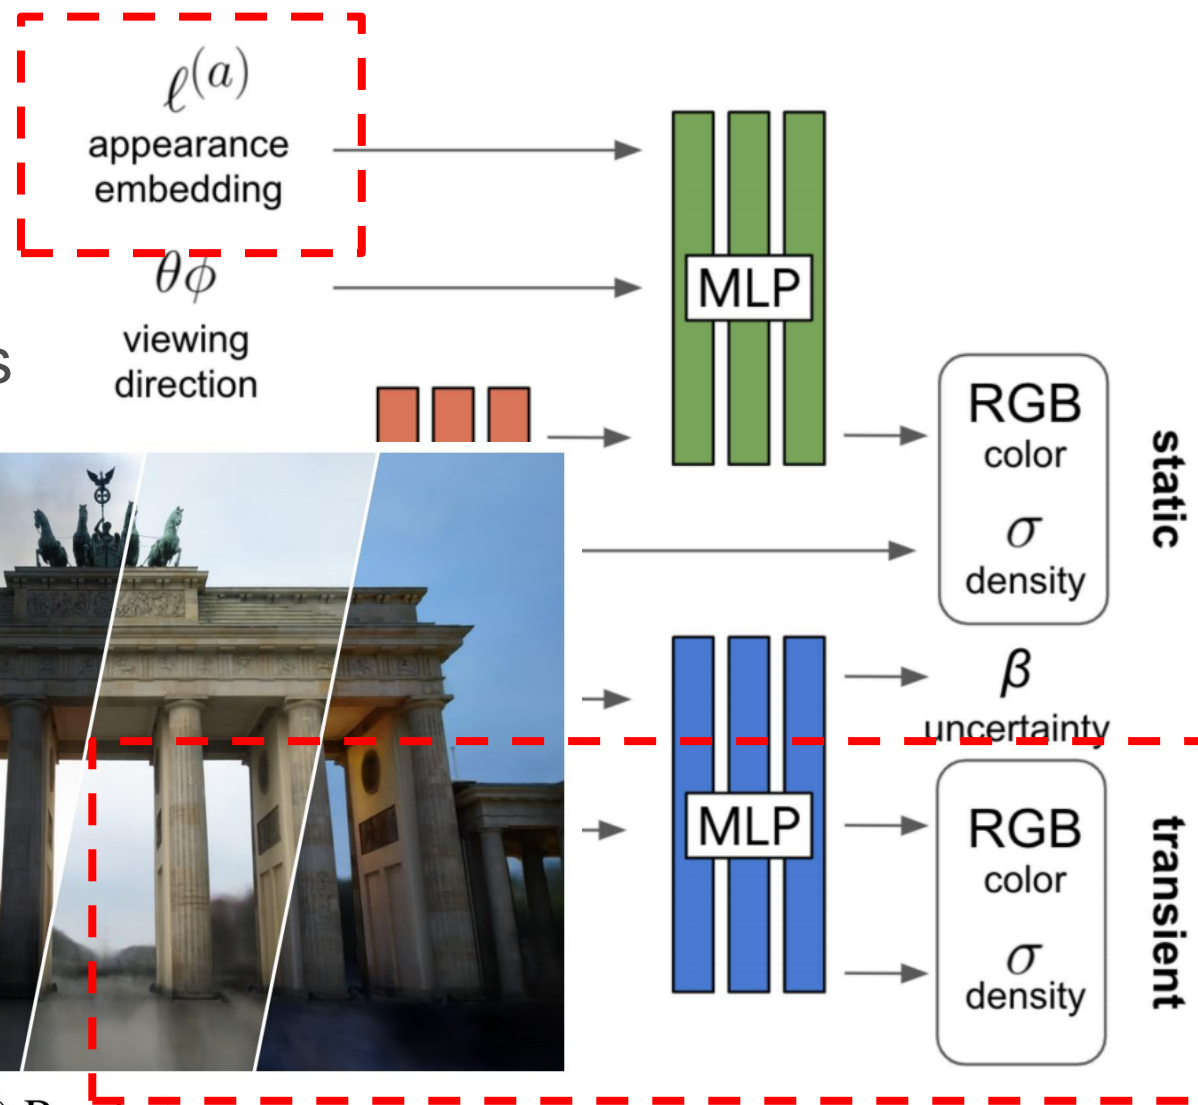 ℓ(a)
appearance
embedding
θϕ
viewing
direction
s
MLP
RGB
color
σ
density
static
β
uncertainty
MLP
RGB
color
σ
density
transient